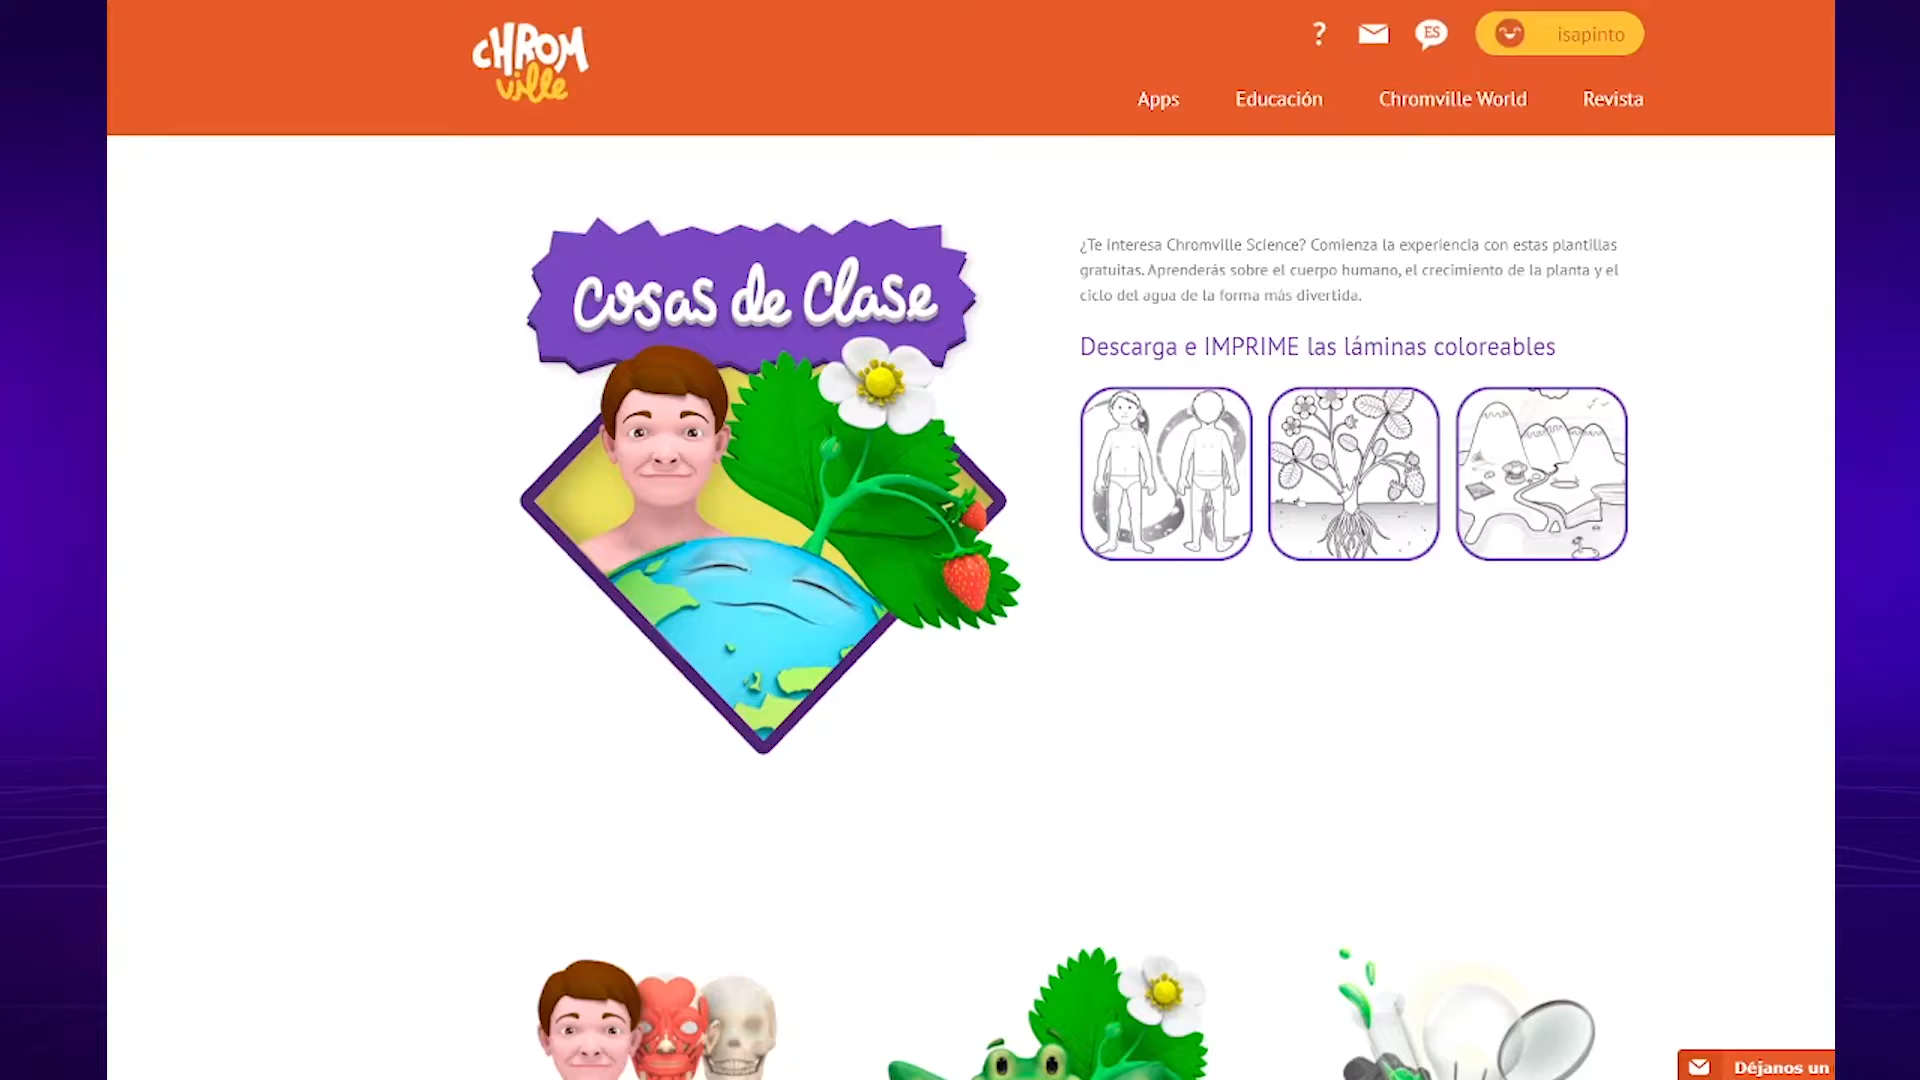 CHROM
ville
?
ES
isapinto
Apps
Educación
Chromville World
Revista
Cosas de Clase
¿Te interesa Chromville Science? Comienza la experiencia con estas plantillas
gratuitas. Aprenderás sobre el cuerpo humano, el crecimiento de la planta y el
ciclo del agua de la forma más divertida.
Descarga e IMPRIME las láminas coloreables
Déjanos un